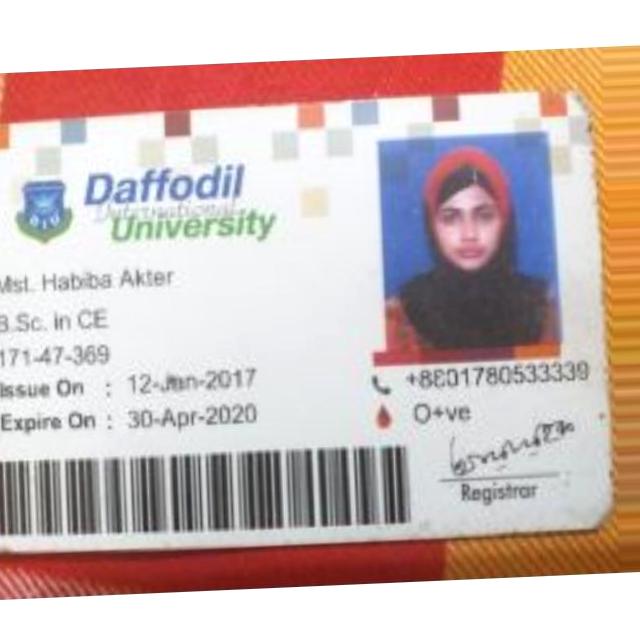 Daffodil
International
University
Mst. Habiba Akter
B.Sc. in CE
171-47-369
Issue On : 12-Jan-2017
Expire On : 30-Apr-2020
+8801780533339
O+ve
Registrar